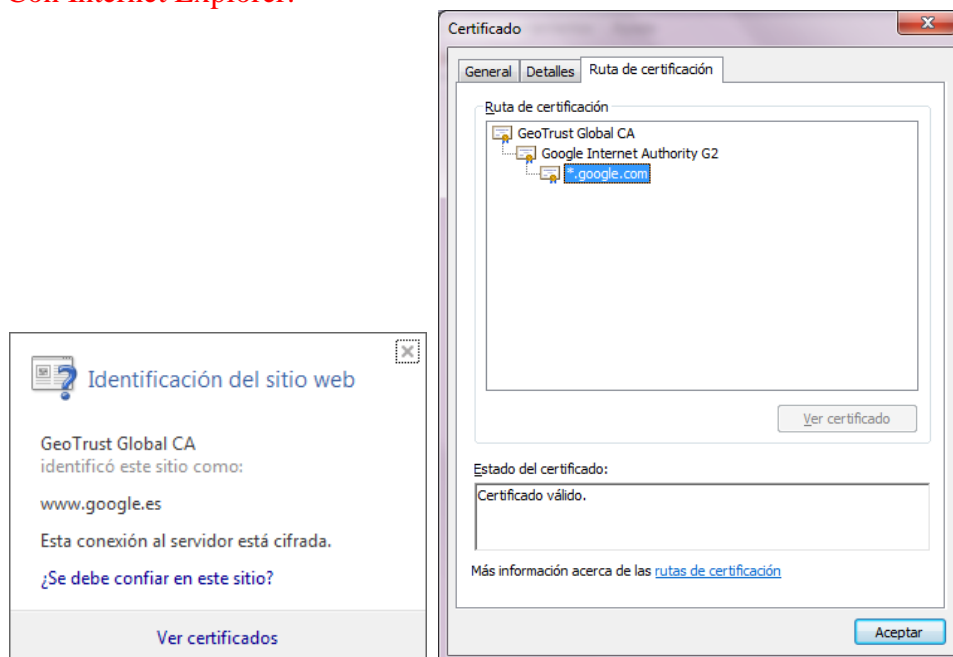 Con Internet Explorer:
Certificado
General Detalles Ruta de certificación
Ruta de certificación
GeoTrust Global CA
Google Internet Authority G2
*.google.com
Ver certificado
Estado del certificado:
Certificado válido.
Más información acerca de las rutas de certificación
Aceptar
Identificación del sitio web
GeoTrust Global CA
identificó este sitio como:
www.google.es
Esta conexión al servidor está cifrada.
¿Se debe confiar en este sitio?
Ver certificados